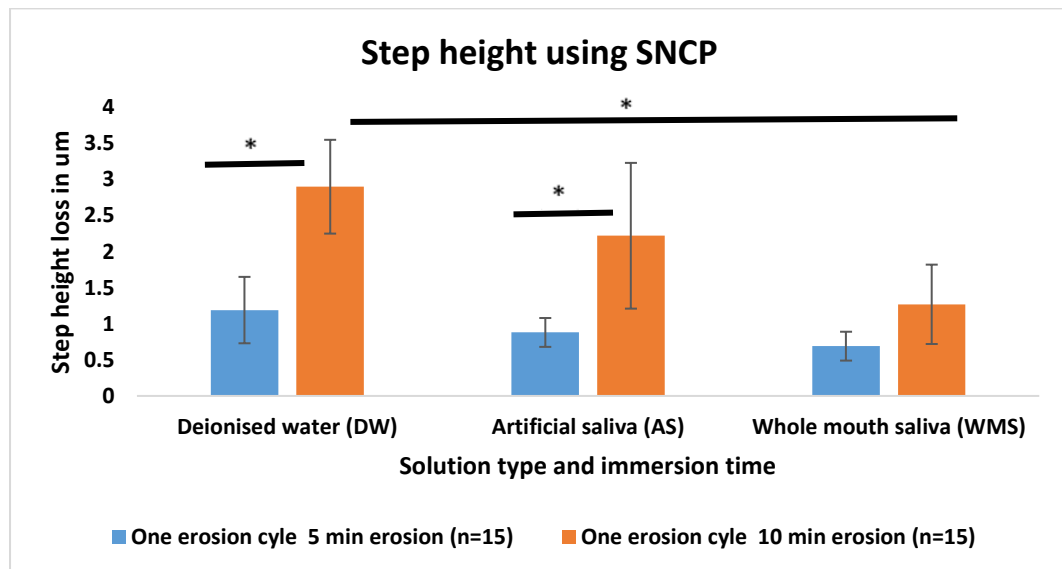 Step height using SNCP
*
4
3.5
3
2.5
2
1.5
1
0.5
0
Step height loss in um
*
*
Deionised water (DW) Artificial saliva (AS) Whole mouth saliva (WMS)
Solution type and immersion time
One erosion cyle 5 min erosion (n=15) One erosion cyle 10 min erosion (n=15)